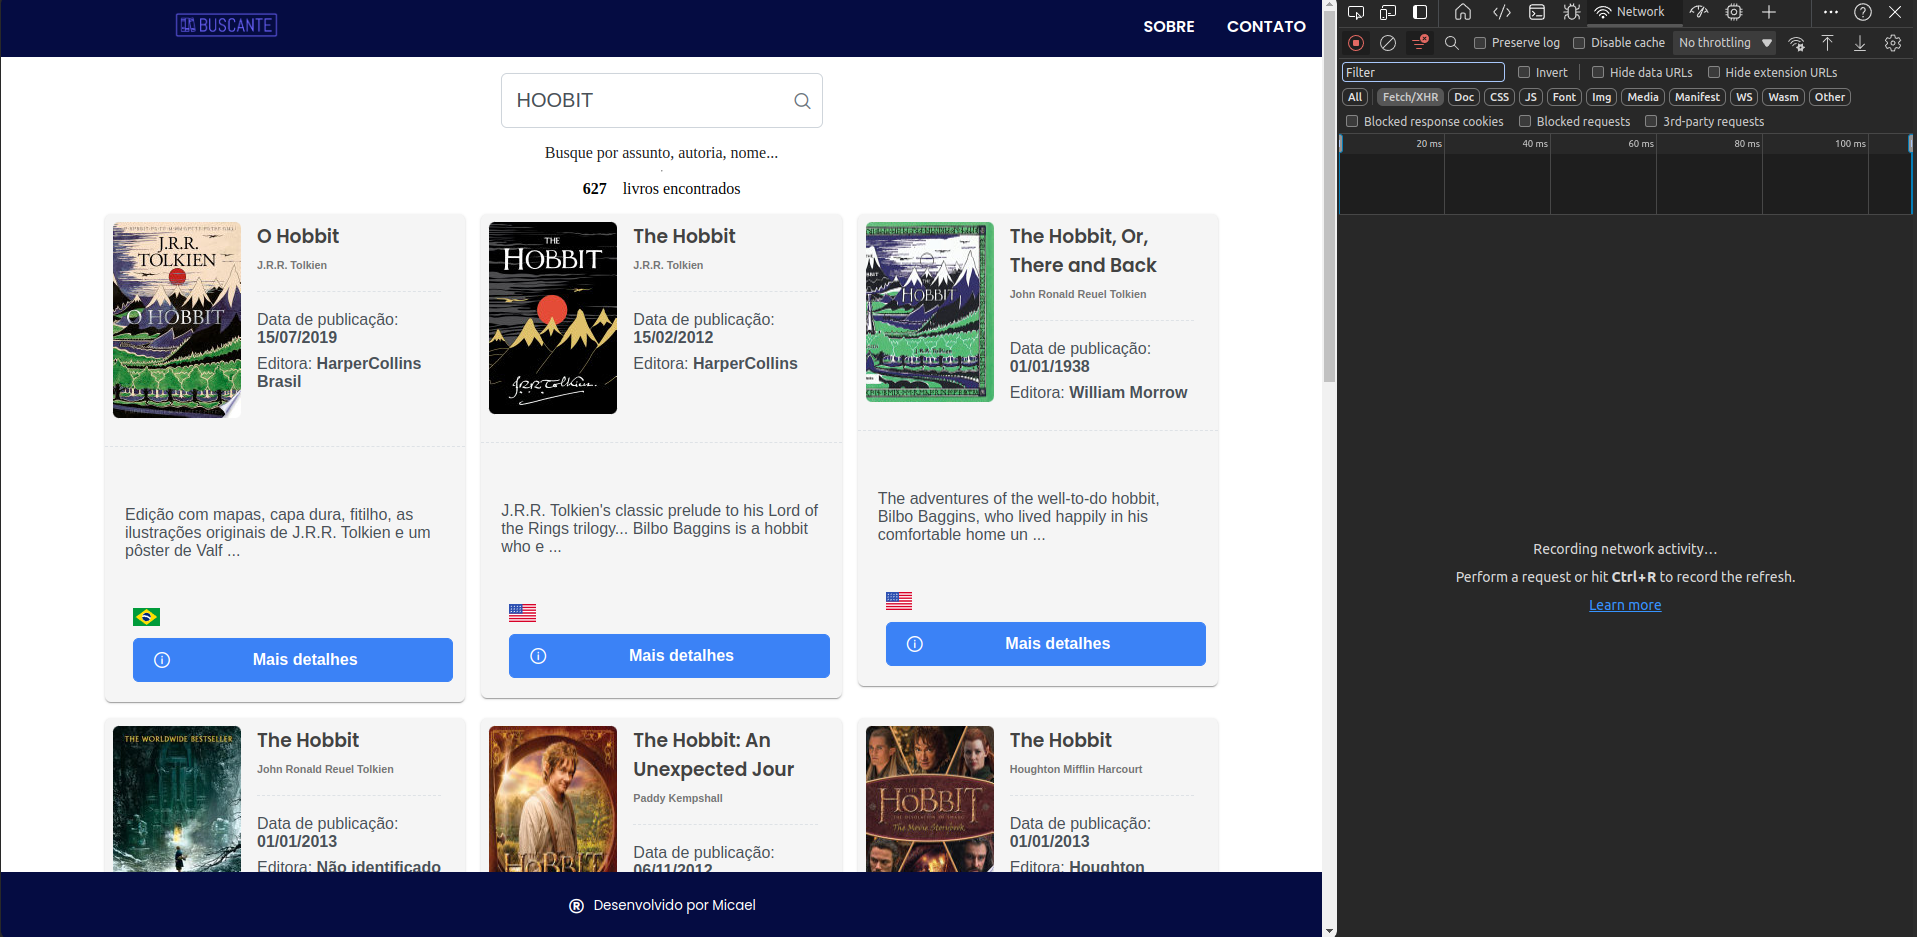 BUSCANTE
SOBRE
CONTATO
HOOBIT
Busque por assunto, autoria, nome...
627 livros encontrados
J.R.R.
TOLKIEN
O HOBBIT
O Hobbit
J.R.R. Tolkien
Data de publicação:
15/07/2019
Editora: HarperCollins
Brasil
Edição com mapas, capa dura, fitilho, as
ilustrações originais de J.R.R. Tolkien e um
pôster de Valf ...
Mais detalhes
THE
HOBBIT
J.R.R. Tolkien
The Hobbit
J.R.R. Tolkien
Data de publicação:
15/02/2012
Editora: HarperCollins
J.R.R. Tolkien's classic prelude to his Lord of
the Rings trilogy... Bilbo Baggins is a hobbit
who e ...
Mais detalhes
HOBBIT
J.R.R. Tolkien
The Hobbit, Or,
There and Back
John Ronald Reuel Tolkien
Data de publicação:
01/01/1938
Editora: William Morrow
The adventures of the well-to-do hobbit,
Bilbo Baggins, who lived happily in his
comfortable home un ...
Mais detalhes
THE WORLDWIDE BESTSELLER
The Hobbit
John Ronald Reuel Tolkien
Data de publicação:
01/01/2013
Editora: Não identificado
HOBBIT
The Hobbit: An
Unexpected Jour
Paddy Kempshall
Data de publicação:
06/11/2012
THE
HOBBIT
THE DESOLATION OF SMAUG
The Movie Storybook
The Hobbit
Houghton Mifflin Harcourt
Data de publicação:
01/01/2013
Editora: Houghton
® Desenvolvido por Micael
Network
Preserve log
Disable cache
No throttling
Filter
Invert
Hide data URLs
Hide extension URLs
All
Fetch/XHR
Doc
CSS
JS
Font
Img
Media
Manifest
WS
Wasm
Other
Blocked response cookies
Blocked requests
3rd-party requests
20 ms
40 ms
60 ms
80 ms
100 ms
Recording network activity…
Perform a request or hit Ctrl+R to record the refresh.
Learn more